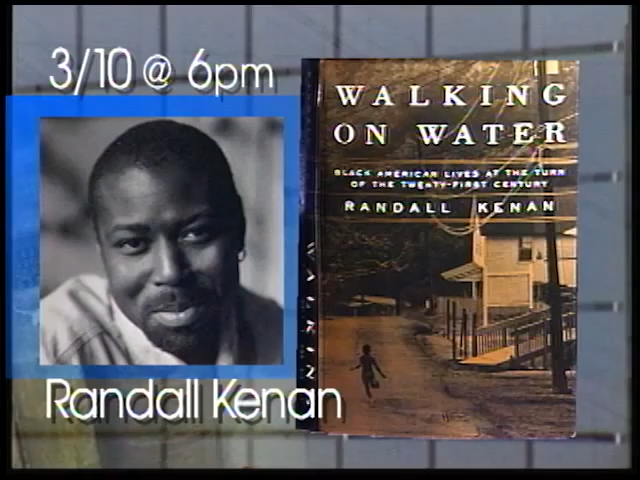 3/10 @ 6pm
WALKING
ON WATER
BLACK AMERICAN LIVES AT THE TURN
OF THE TWENTY-FIRST CENTURY
RANDALL KENAN
Randall Kenan